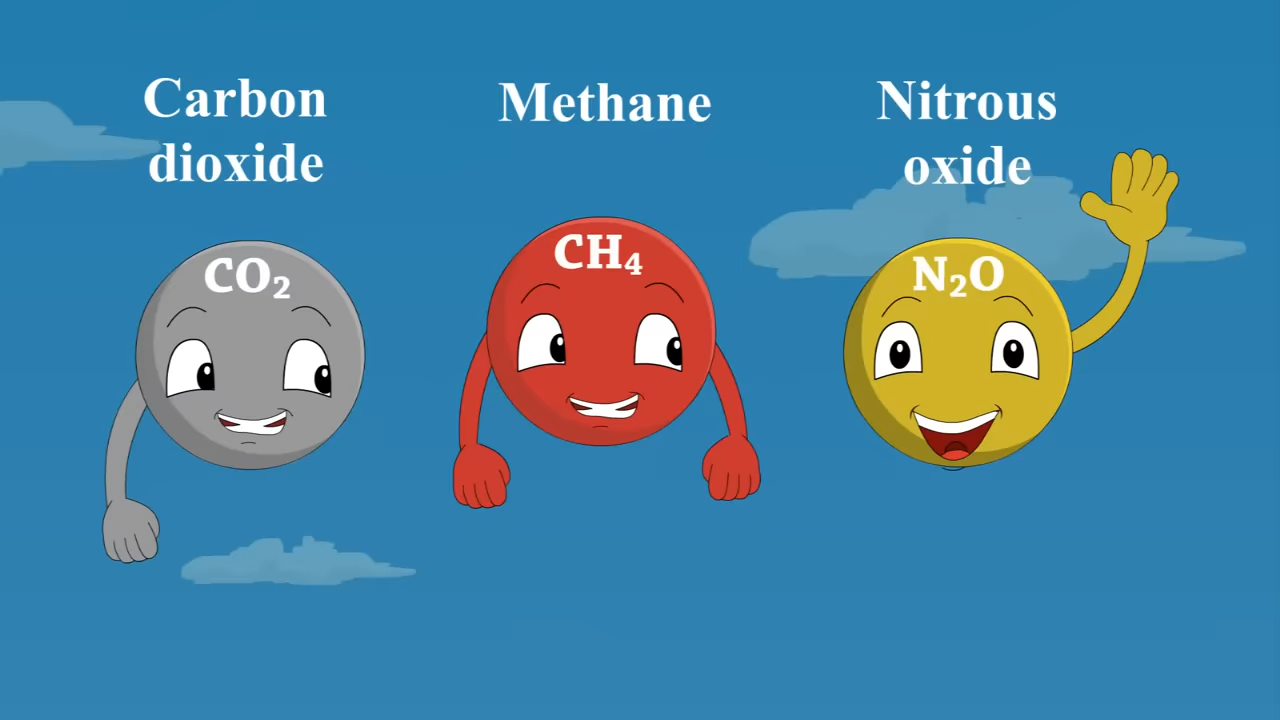 Carbon
dioxide
CO₂
Methane
CH₄
Nitrous
oxide
N₂O